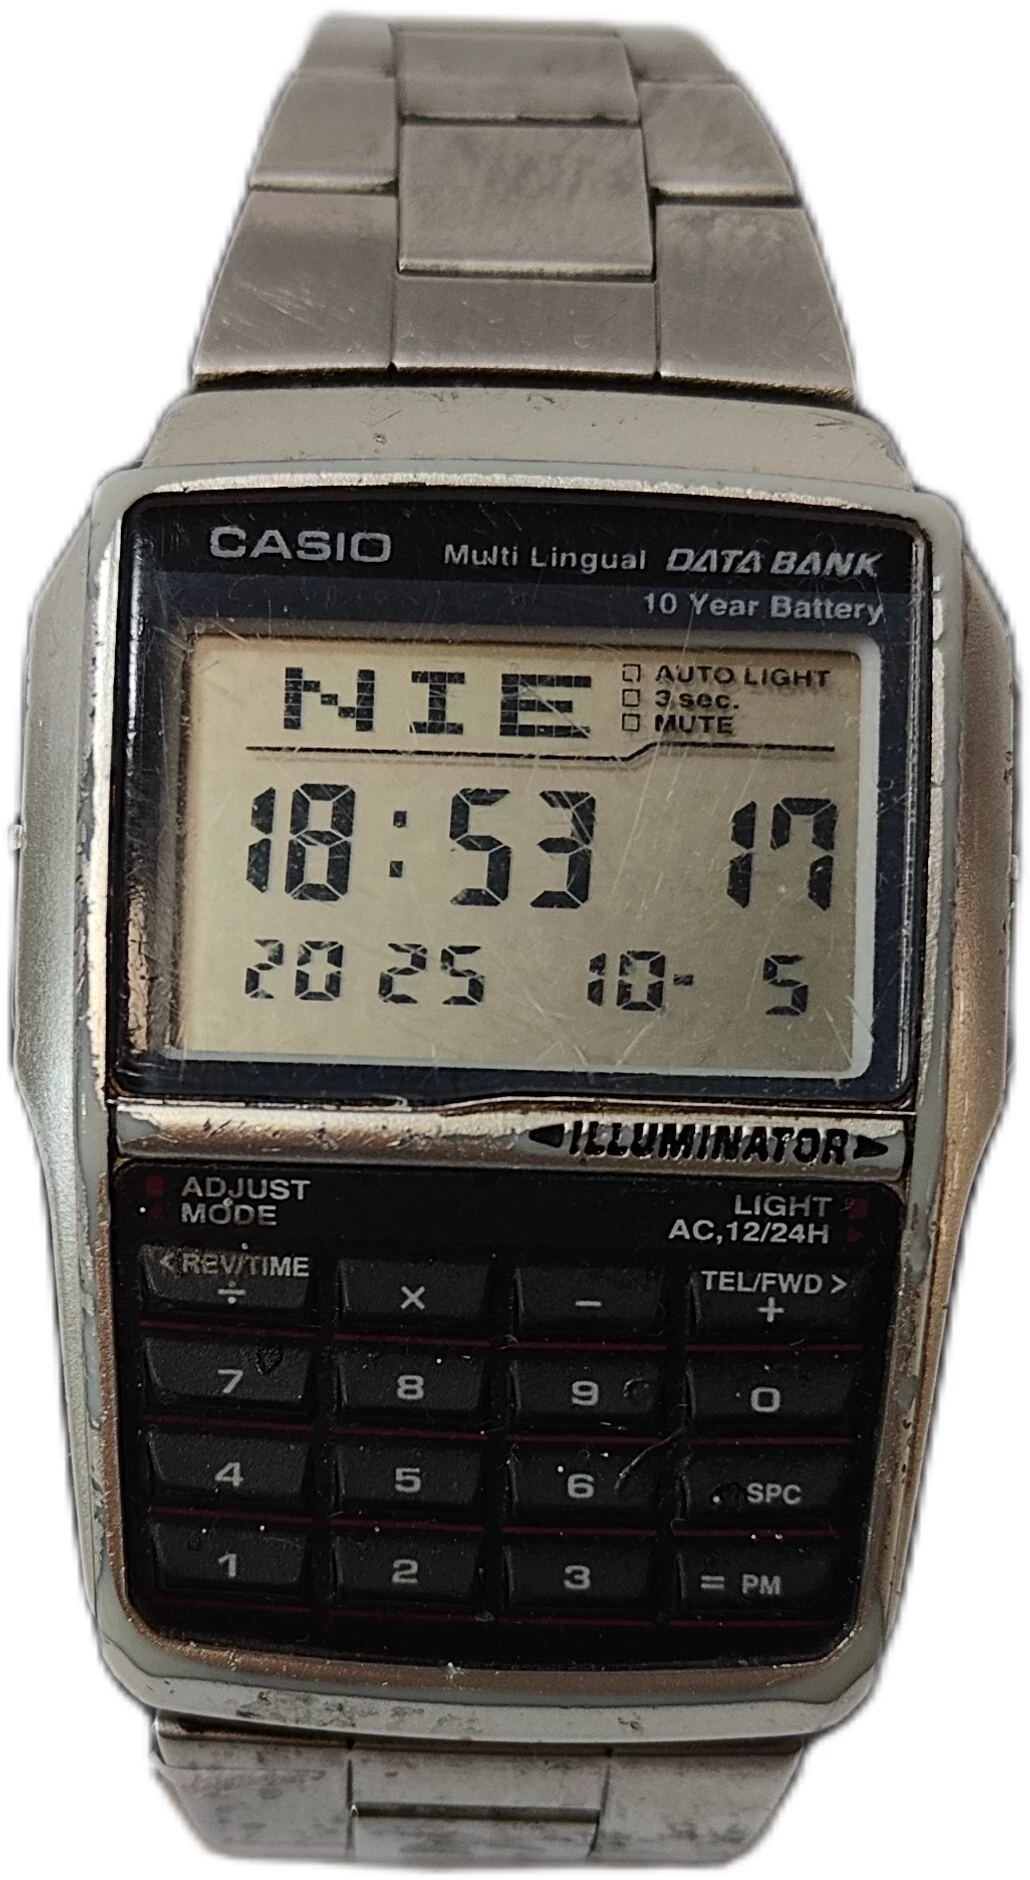 CASIO Multi Lingual DATA BANK
10 Year Battery
NIE
AUTO LIGHT
3 sec.
MUTE
18:53 17
20 25 10- 5
ILLUMINATOR
ADJUST
MODE
LIGHT
AC,12/24H
< REV/TIME TEL/FWD >
÷ × − +
7 8 9 0
4 5 6 . SPC
1 2 3 = PM